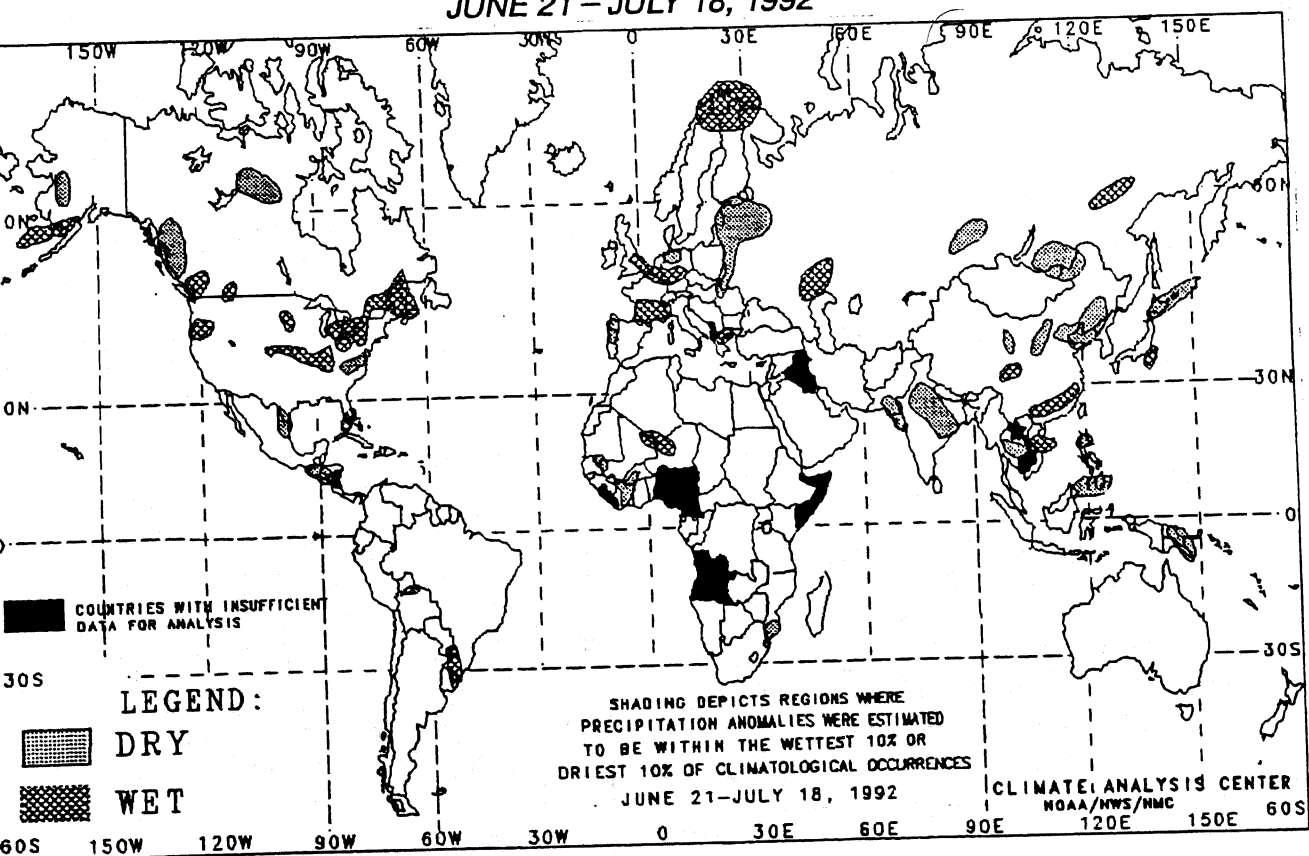 JUNE 21 – JULY 18, 1992
150W 120W 90W 60W 30W 0 30E 60E 90E 120E 150E
60N
0N
30N
0N
0
COUNTRIES WITH INSUFFICIENT
DATA FOR ANALYSIS
30S
30S
LEGEND:
DRY
WET
SHADING DEPICTS REGIONS WHERE
PRECIPITATION ANOMALIES WERE ESTIMATED
TO BE WITHIN THE WETTEST 10% OR
DRIEST 10% OF CLIMATOLOGICAL OCCURRENCES
JUNE 21–JULY 18, 1992
CLIMATE ANALYSIS CENTER
NOAA/NWS/NMC
60S
60S 150W 120W 90W 60W 30W 0 30E 60E 90E 120E 150E